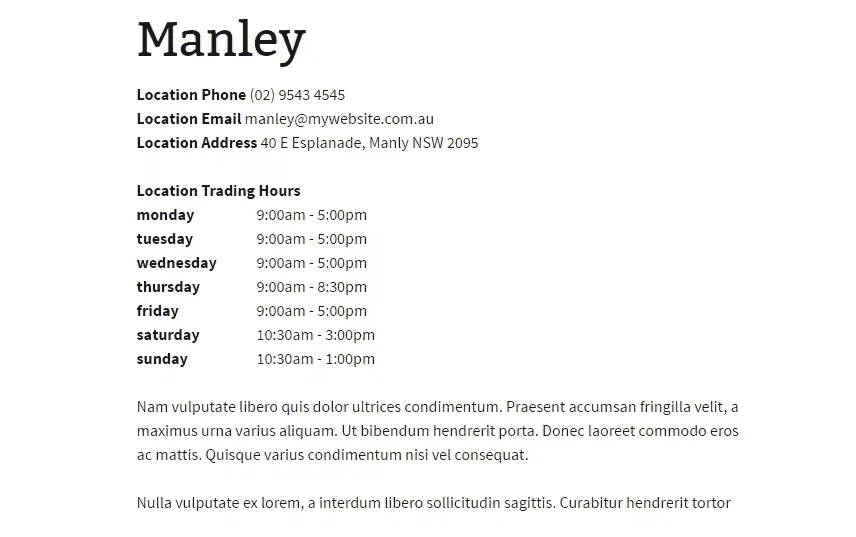 Manley
Location Phone (02) 9543 4545
Location Email manley@mywebsite.com.au
Location Address 40 E Esplanade, Manly NSW 2095
Location Trading Hours
monday 9:00am - 5:00pm
tuesday 9:00am - 5:00pm
wednesday 9:00am - 5:00pm
thursday 9:00am - 8:30pm
friday 9:00am - 5:00pm
saturday 10:30am - 3:00pm
sunday 10:30am - 1:00pm
Nam vulputate libero quis dolor ultrices condimentum. Praesent accumsan fringilla velit, a
maximus urna varius aliquam. Ut bibendum hendrerit porta. Donec laoreet commodo eros
ac mattis. Quisque varius condimentum nisi vel consequat.
Nulla vulputate ex lorem, a interdum libero sollicitudin sagittis. Curabitur hendrerit tortor